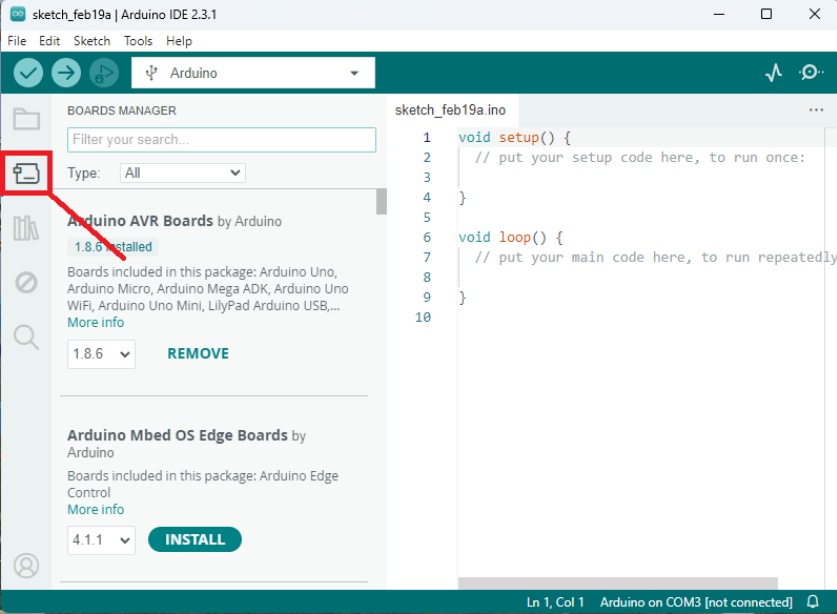 sketch_feb19a | Arduino IDE 2.3.1
File Edit Sketch Tools Help
Arduino
BOARDS MANAGER
Filter your search...
Type: All
Arduino AVR Boards by Arduino
1.8.6 installed
Boards included in this package: Arduino Uno,
Arduino Micro, Arduino Mega ADK, Arduino Uno
WiFi, Arduino Uno Mini, LilyPad Arduino USB,...
More info
1.8.6 REMOVE
Arduino Mbed OS Edge Boards by
Arduino
Boards included in this package: Arduino Edge
Control
More info
4.1.1 INSTALL
sketch_feb19a.ino
1 void setup() {
2 // put your setup code here, to run once:
3
4 }
5
6 void loop() {
7 // put your main code here, to run repeatedly
8
9 }
10
Ln 1, Col 1 Arduino on COM3 [not connected]